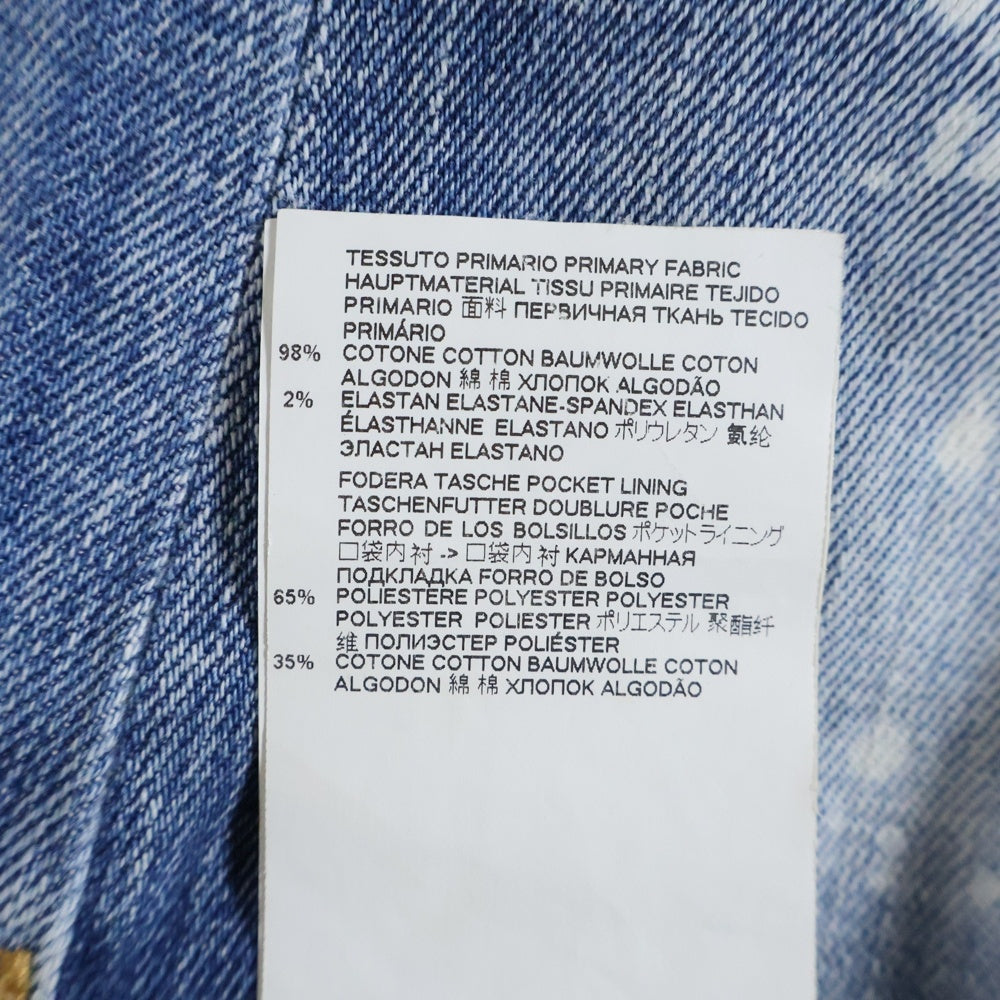 TESSUTO PRIMARIO PRIMARY FABRIC
HAUPTMATERIAL TISSU PRIMAIRE TEJIDO
PRIMARIO 面料 ПЕРВИЧНАЯ ТКАНЬ TECIDO
PRIMÁRIO
98% COTONE COTTON BAUMWOLLE COTON
ALGODON 綿 棉 ХЛОПОК ALGODÃO
2% ELASTAN ELASTANE-SPANDEX ELASTHAN
ÉLASTHANNE ELASTANO ポリウレタン 氨纶
ЭЛАСТАН ELASTANO
FODERA TASCHE POCKET LINING
TASCHENFUTTER DOUBLURE POCHE
FORRO DE LOS BOLSILLOS ポケットライニング
口袋内衬 -> 口袋内衬 КАРМАННАЯ
ПОДКЛАДКА FORRO DE BOLSO
65% POLIESTERE POLYESTER POLYESTER
POLYESTER POLIESTER ポリエステル 聚酯纤
维 ПОЛИЭСТЕР POLIÉSTER
35% COTONE COTTON BAUMWOLLE COTON
ALGODON 綿 棉 ХЛОПОК ALGODÃO